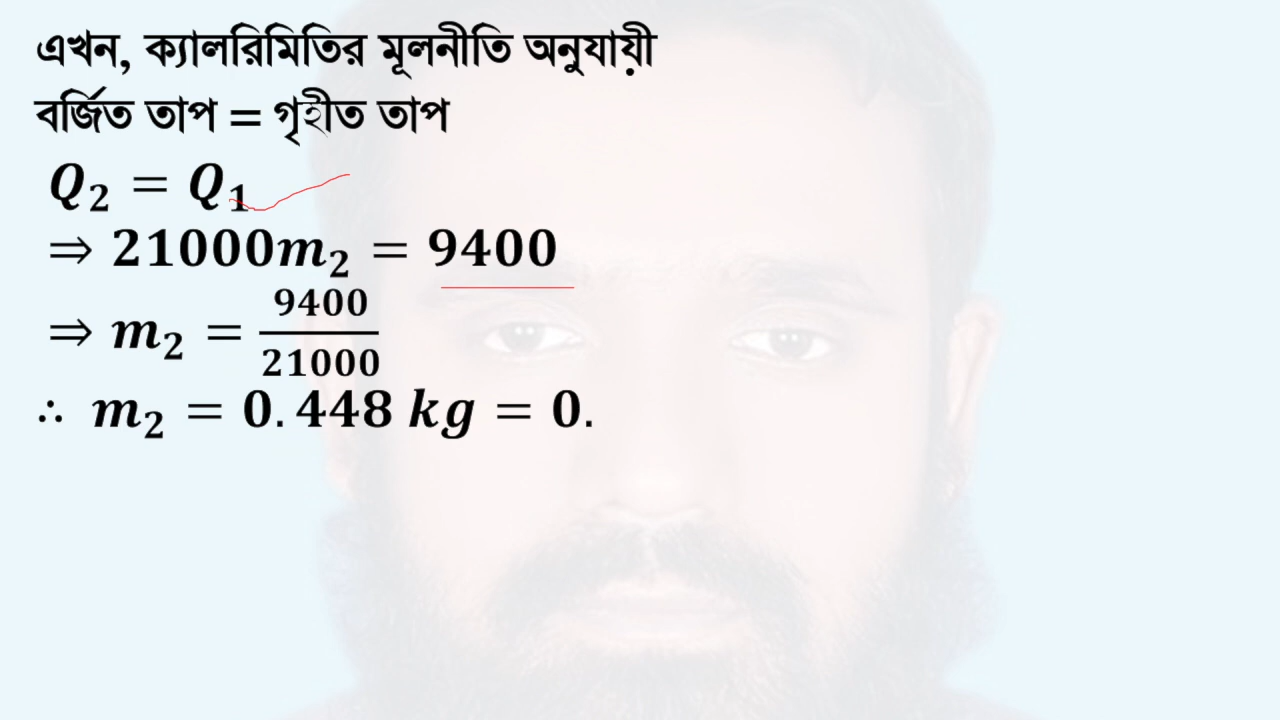 এখন, ক্যালরিমিতির মূলনীতি অনুযায়ী
বর্জিত তাপ = গৃহীত তাপ
Q₂ = Q₁
⇒ 21000m₂ = 9400
⇒ m₂ = 9400/21000
∴ m₂ = 0.448 kg = 0.